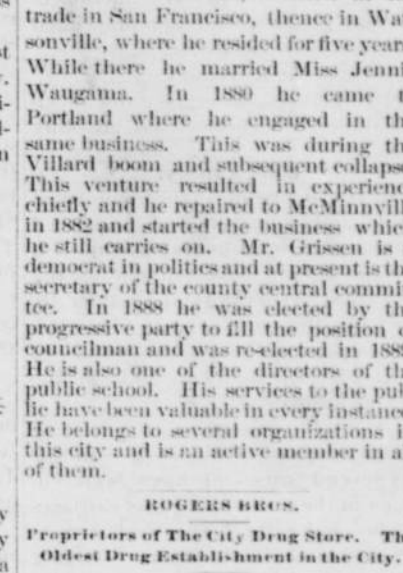 trade in San Francisco, thence in Wat
sonville, where he resided for five years
While there he married Miss Jenni
Waugama. In 1880 he came t
Portland where he engaged in th
same business. This was during th
Villard boom and subsequent collapse
This venture resulted in experienc
chiefly and he repaired to McMinnvill
in 1882 and started the business which
he still carries on. Mr. Grissen is
democrat in politics and at present is th
secretary of the county central commit
tee. In 1888 he was elected by th
progressive party to fill the position o
councilman and was re-elected in 188
He is also one of the directors of th
public school. His services to the pub
lic have been valuable in every instance
He belongs to several organizations i
this city and is an active member in a
of them.
ROGERS BROS.
Proprietors of The City Drug Store. Th
Oldest Drug Establishment in the City.